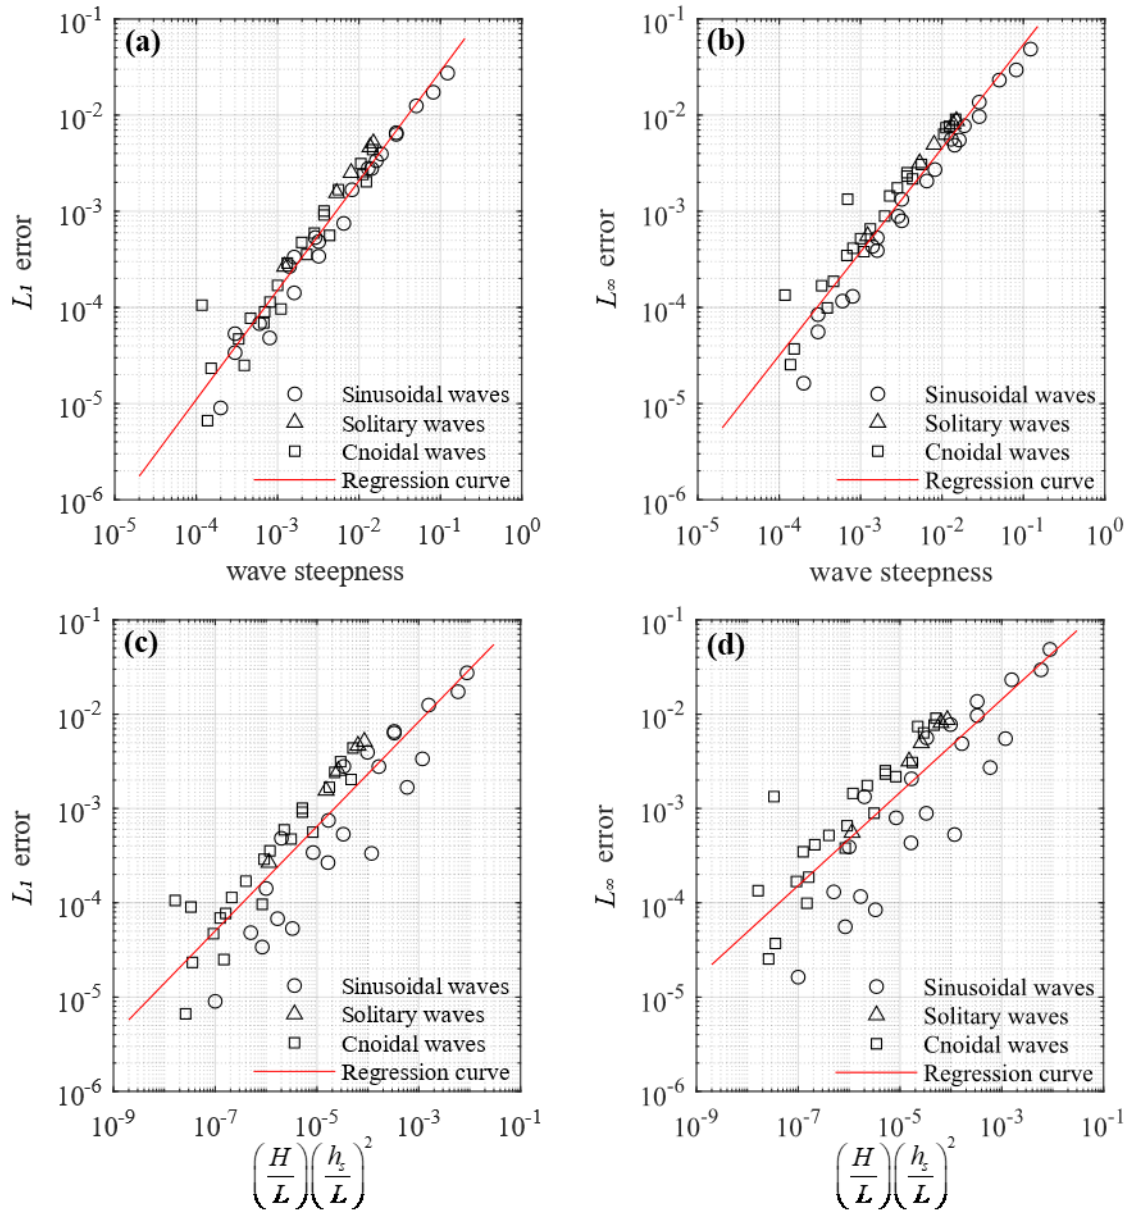 (a)
10^-1
10^-2
10^-3
10^-4
10^-5
10^-6
L_1 error
Sinusoidal waves
Solitary waves
Cnoidal waves
Regression curve
10^-5 10^-4 10^-3 10^-2 10^-1 10^0
wave steepness
(b)
10^-1
10^-2
10^-3
10^-4
10^-5
10^-6
L_∞ error
Sinusoidal waves
Solitary waves
Cnoidal waves
Regression curve
10^-5 10^-4 10^-3 10^-2 10^-1 10^0
wave steepness
(c)
10^-1
10^-2
10^-3
10^-4
10^-5
10^-6
L_1 error
Sinusoidal waves
Solitary waves
Cnoidal waves
Regression curve
10^-9 10^-7 10^-5 10^-3 10^-1
(H/L)(h_s/L)^2
(d)
10^-1
10^-2
10^-3
10^-4
10^-5
10^-6
L_∞ error
Sinusoidal waves
Solitary waves
Cnoidal waves
Regression curve
10^-9 10^-7 10^-5 10^-3 10^-1
(H/L)(h_s/L)^2